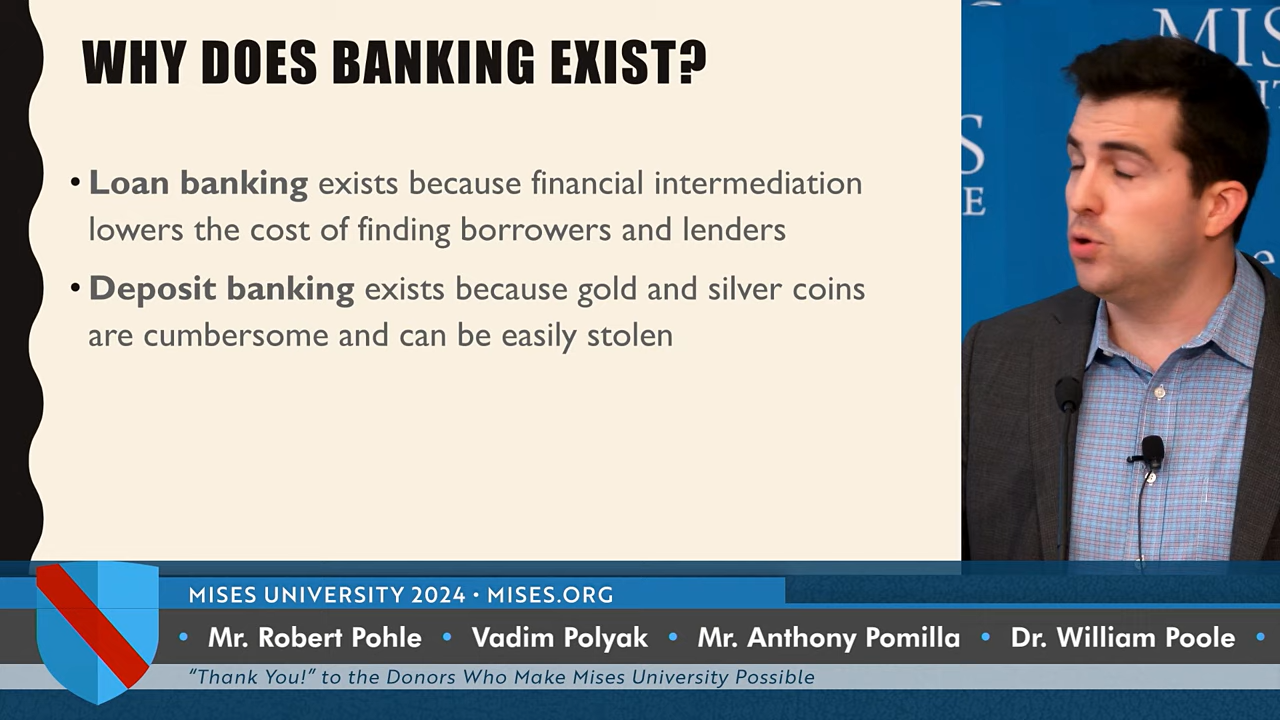 WHY DOES BANKING EXIST?
• Loan banking exists because financial intermediation
lowers the cost of finding borrowers and lenders
• Deposit banking exists because gold and silver coins
are cumbersome and can be easily stolen
MIS
S
E
MISES UNIVERSITY 2024 • MISES.ORG
• Mr. Robert Pohle • Vadim Polyak • Mr. Anthony Pomilla • Dr. William Poole •
“Thank You!” to the Donors Who Make Mises University Possible